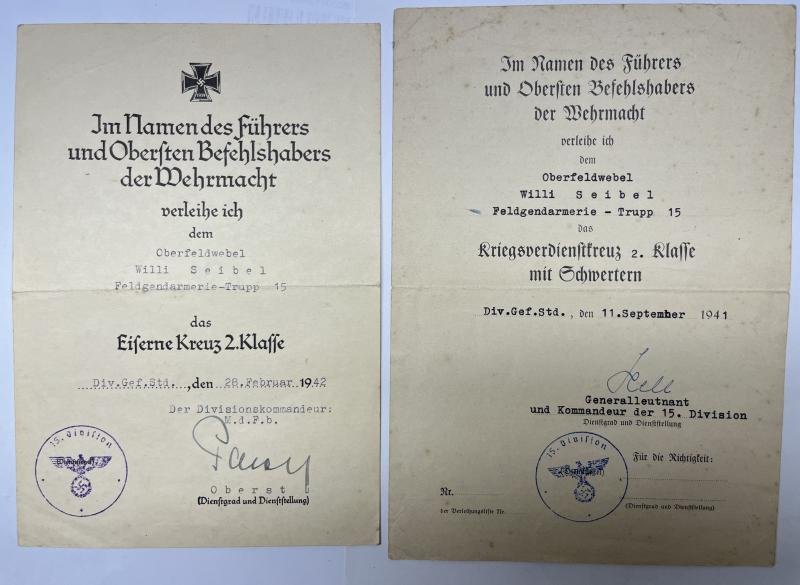 Im Namen des Führers
und Obersten Befehlshabers
der Wehrmacht
verleihe ich
dem
Oberfeldwebel
Willi Seibel
Feldgendarmerie-Trupp 15
das
Eiserne Kreuz 2.Klasse
Div.Gef.Std. ,den 28.Februar 1942
Der Divisionskommandeur:
M.d.F.b.
Oberst
(Dienstgrad und Dienststellung)
15. Division
Im Namen des Führers
und Obersten Befehlshabers
der Wehrmacht
verleihe ich
dem
Oberfeldwebel
Willi Seibel
Feldgendarmerie - Trupp 15
das
Kriegsverdienstkreuz 2. Klasse
mit Schwertern
Div.Gef.Std. , den 11.September 1941
Generalleutnant
und Kommandeur der 15. Division
Dienstgrad und Dienststellung
15. Division
Für die Richtigkeit:
Nr.
der Verleihungsliste Nr.
(Dienstgrad und Dienststellung)